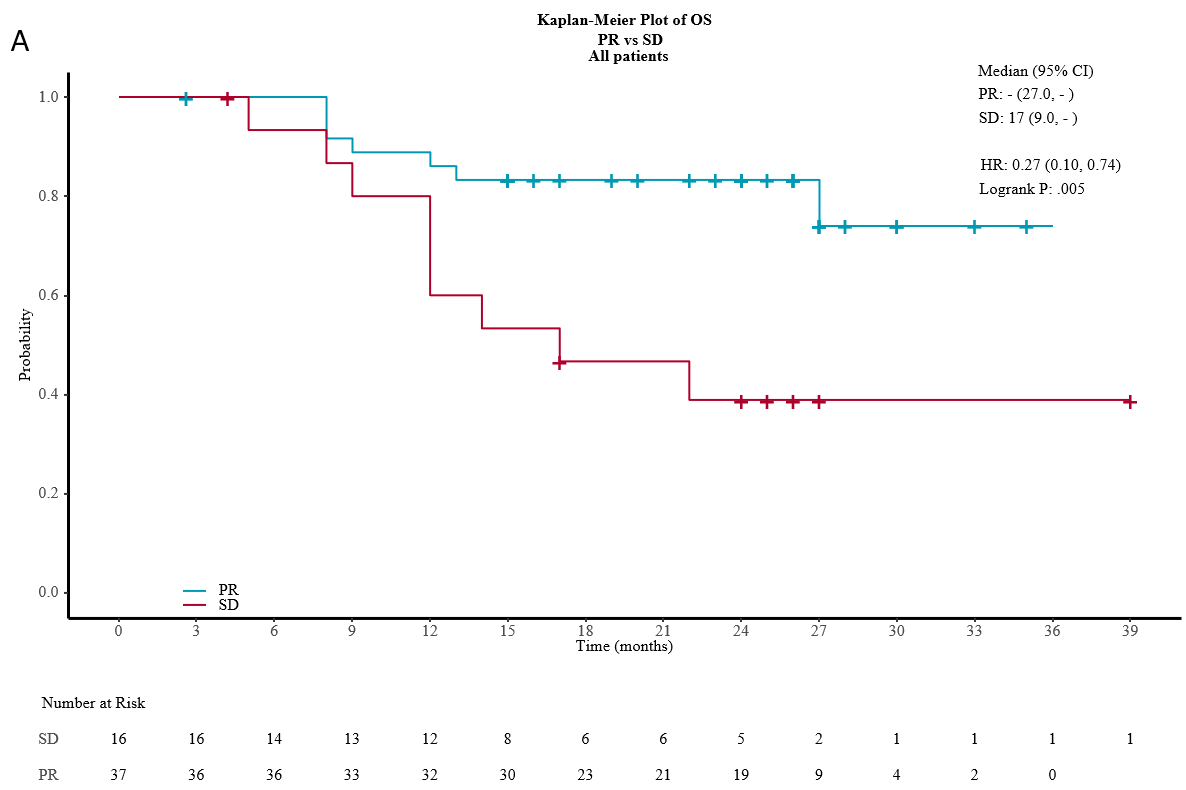 A
Kaplan-Meier Plot of OS
PR vs SD
All patients
Median (95% CI)
PR: - (27.0, - )
SD: 17 (9.0, - )
HR: 0.27 (0.10, 0.74)
Logrank P: .005
Probability
1.0
0.8
0.6
0.4
0.2
0.0
PR
SD
0 3 6 9 12 15 18 21 24 27 30 33 36 39
Time (months)
Number at Risk
SD 16 16 14 13 12 8 6 6 5 2 1 1 1 1
PR 37 36 36 33 32 30 23 21 19 9 4 2 0